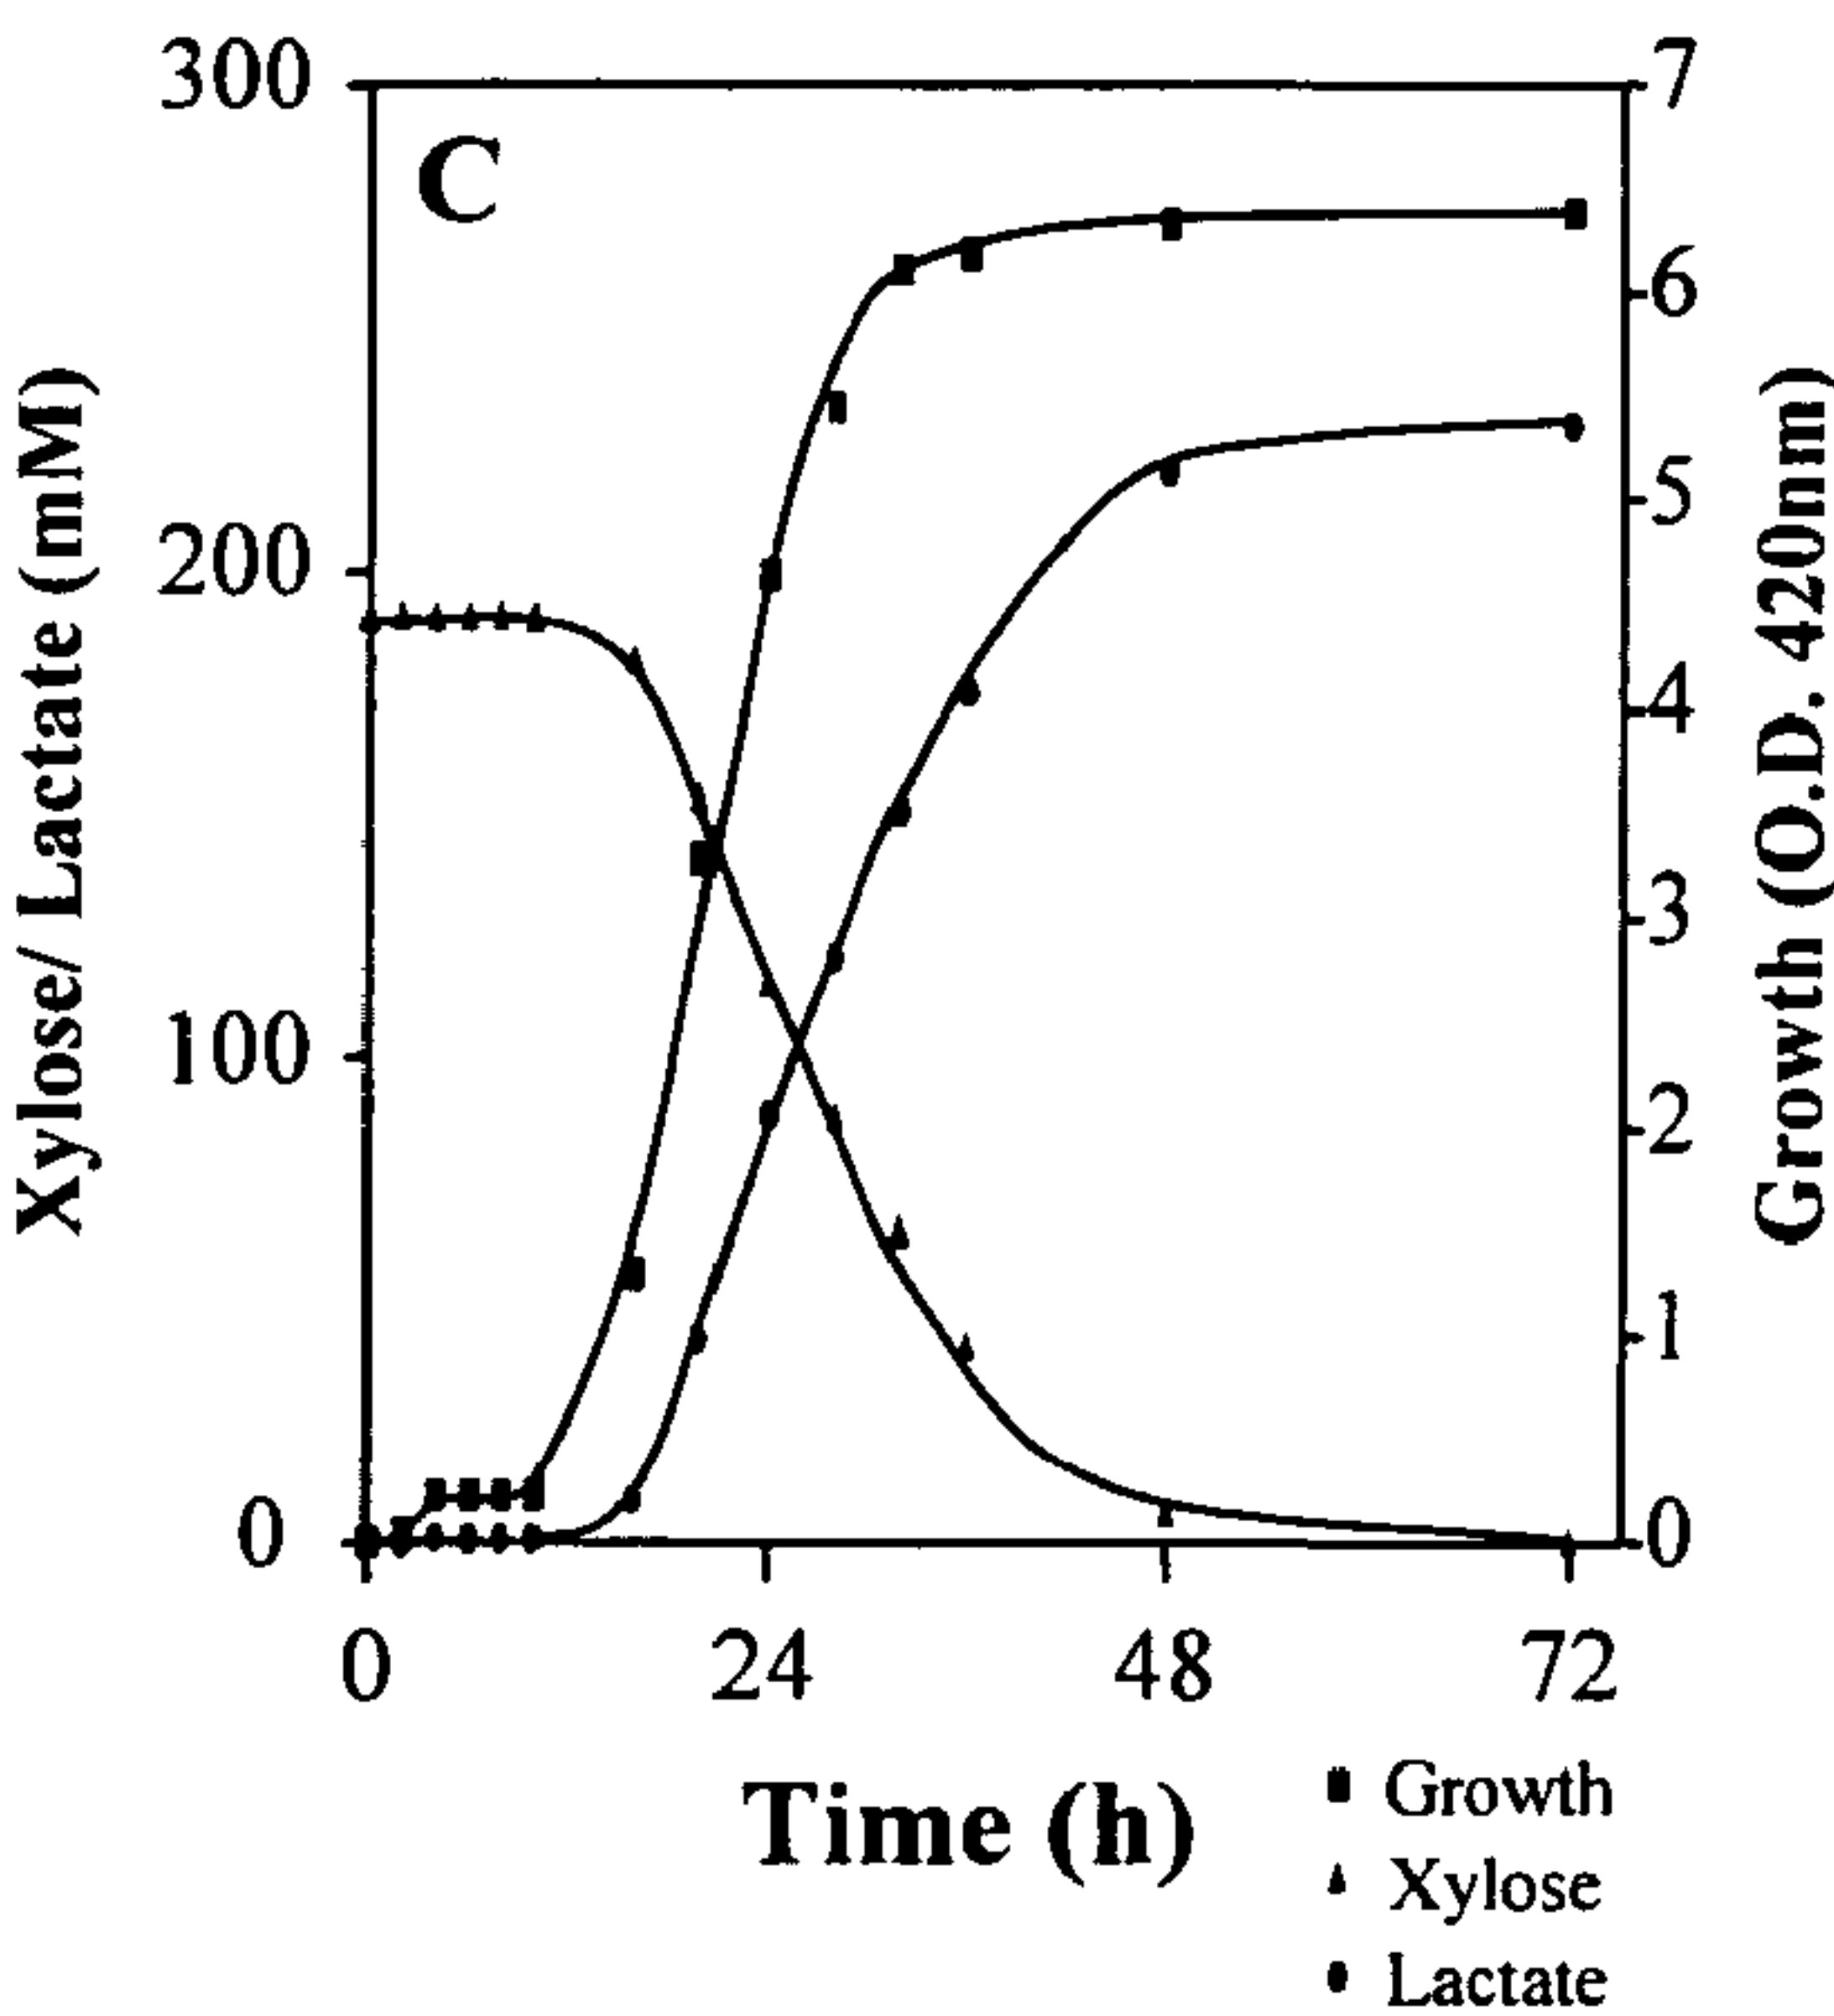 300
200
100
0
C
Xylose/ Lactate (mM)
7
6
5
4
3
2
1
0
Growth (O.D. 420nm)
0 24 48 72
Time (h)
Growth
Xylose
Lactate